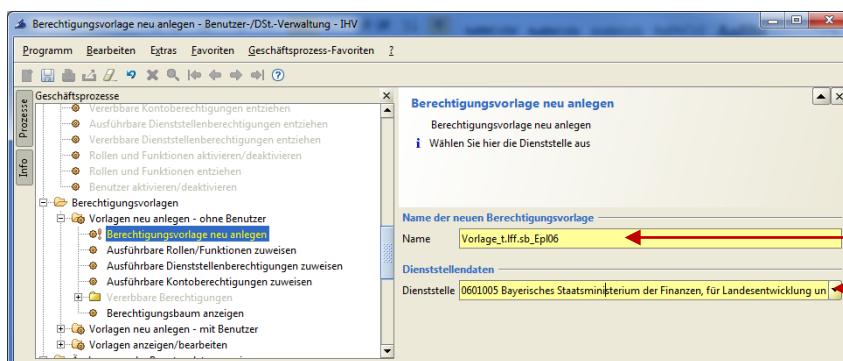 Berechtigungsvorlage neu anlegen - Benutzer-/DSt.-Verwaltung - IHV
Programm Bearbeiten Extras Favoriten Geschäftsprozess-Favoriten ?
Geschäftsprozesse
Prozesse
Info
Vererbbare Kontoberechtigungen entziehen
Ausführbare Dienststellenberechtigungen entziehen
Vererbbare Dienststellenberechtigungen entziehen
Rollen und Funktionen aktivieren/deaktivieren
Rollen und Funktionen entziehen
Benutzer aktivieren/deaktivieren
Berechtigungsvorlagen
Vorlagen neu anlegen - ohne Benutzer
Berechtigungsvorlage neu anlegen
Ausführbare Rollen/Funktionen zuweisen
Ausführbare Dienststellenberechtigungen zuweisen
Ausführbare Kontoberechtigungen zuweisen
Vererbbare Berechtigungen
Berechtigungsbaum anzeigen
Vorlagen neu anlegen - mit Benutzer
Vorlagen anzeigen/bearbeiten
Berechtigungsvorlage neu anlegen
Berechtigungsvorlage neu anlegen
i Wählen Sie hier die Dienststelle aus
Name der neuen Berechtigungsvorlage
Name Vorlage_t.lff.sb_Epl06
Dienststellendaten
Dienststelle 0601005 Bayerisches Staatsministerium der Finanzen, für Landesentwicklung un